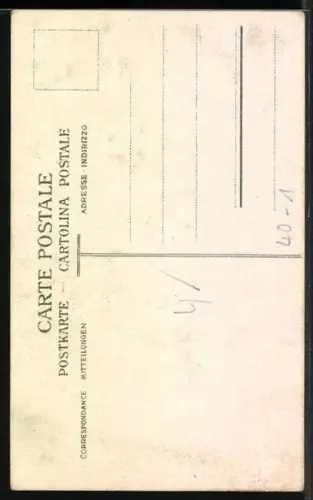 CARTE POSTALE
POSTKARTE — CARTOLINA POSTALE
CORRESPONDANCE · MITTEILUNGEN
ADRESSE · INDIRIZZO
40-1